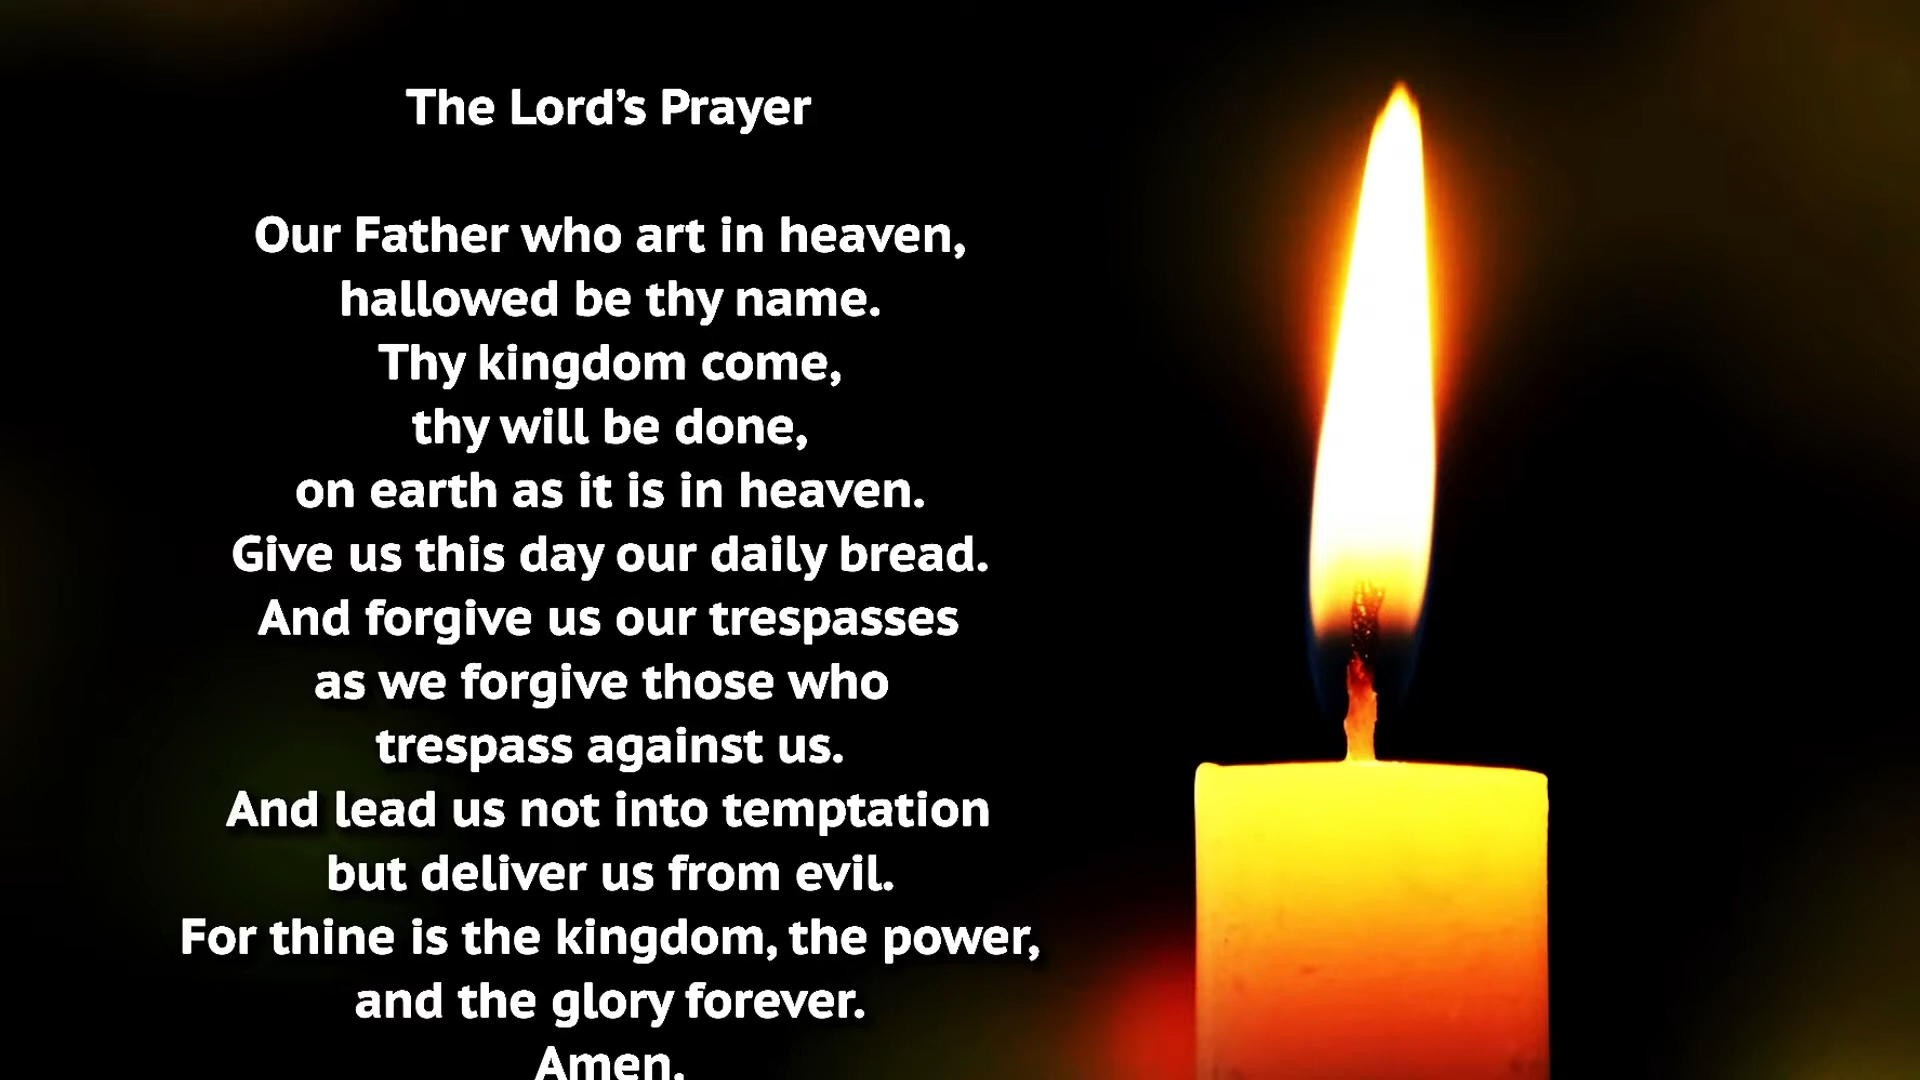 The Lord’s Prayer
Our Father who art in heaven,
hallowed be thy name.
Thy kingdom come,
thy will be done,
on earth as it is in heaven.
Give us this day our daily bread.
And forgive us our trespasses
as we forgive those who
trespass against us.
And lead us not into temptation
but deliver us from evil.
For thine is the kingdom, the power,
and the glory forever.
Amen.